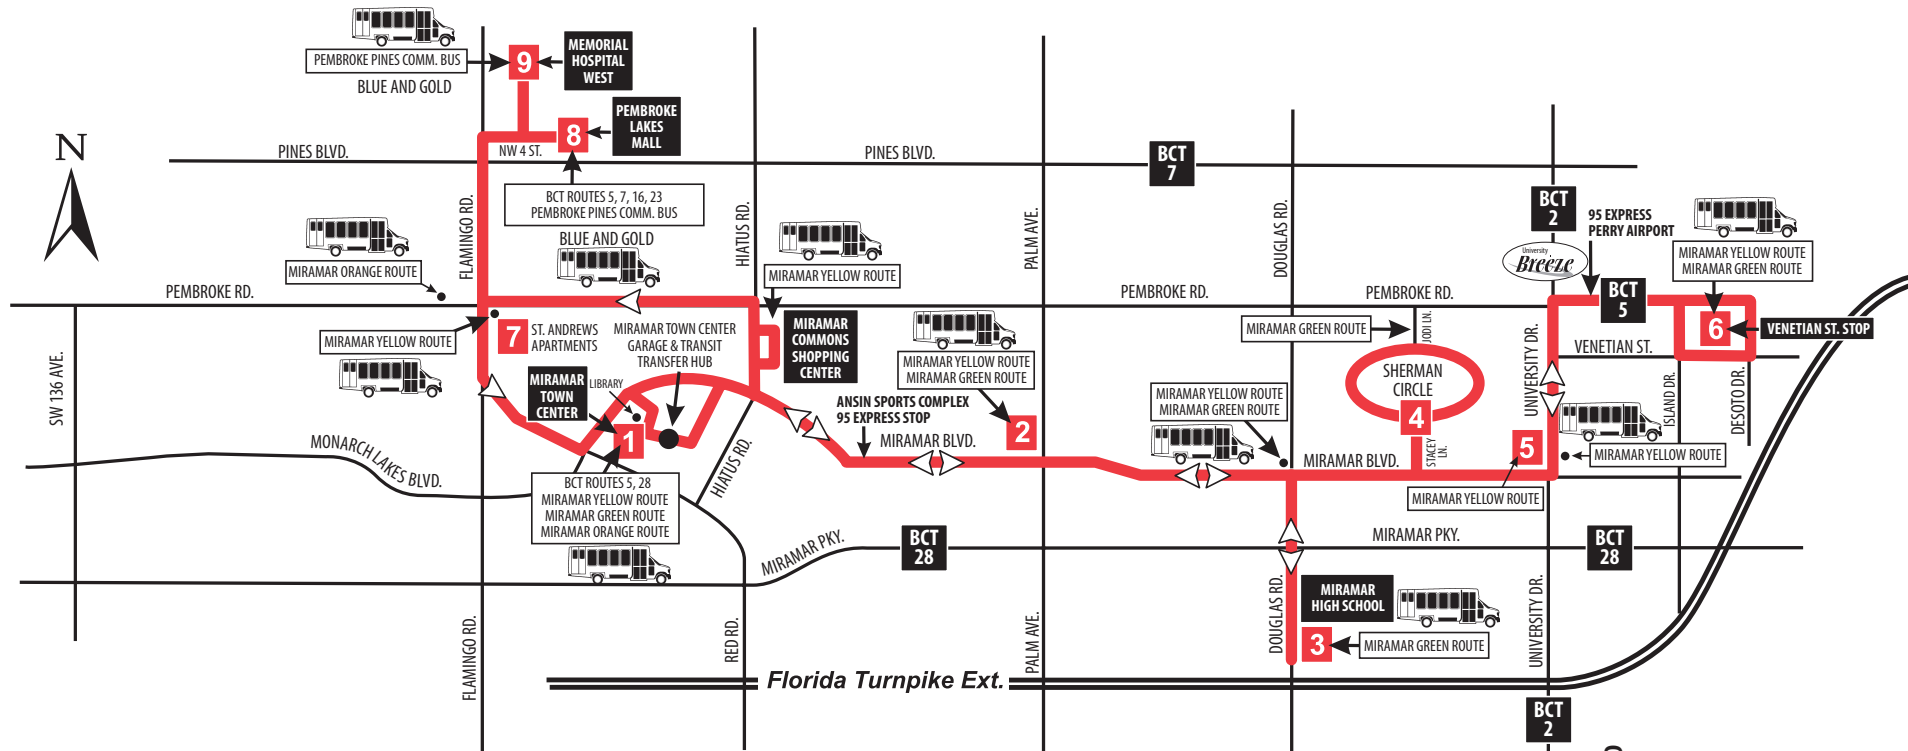 PEMBROKE PINES COMM. BUS
BLUE AND GOLD
9
MEMORIAL
HOSPITAL
WEST
8
PEMBROKE
LAKES
MALL
N
PINES BLVD.
NW 4 ST.
PINES BLVD.
BCT
7
BCT ROUTES 5, 7, 16, 23
PEMBROKE PINES COMM. BUS
BLUE AND GOLD
FLAMINGO RD.
HIATUS RD.
PALM AVE.
DOUGLAS RD.
BCT
2
95 EXPRESS
PERRY AIRPORT
University
Breeze
MIRAMAR YELLOW ROUTE
MIRAMAR GREEN ROUTE
MIRAMAR ORANGE ROUTE
MIRAMAR YELLOW ROUTE
PEMBROKE RD.
PEMBROKE RD.
PEMBROKE RD.
BCT
5
MIRAMAR YELLOW ROUTE
7
ST. ANDREWS
APARTMENTS
MIRAMAR TOWN CENTER
GARAGE & TRANSIT
TRANSFER HUB
MIRAMAR
COMMONS
SHOPPING
CENTER
MIRAMAR YELLOW ROUTE
MIRAMAR GREEN ROUTE
MIRAMAR GREEN ROUTE
JODI LN.
UNIVERSITY DR.
6
VENETIAN ST. STOP
VENETIAN ST.
SW 136 AVE.
MIRAMAR
TOWN
CENTER
LIBRARY
1
ANSIN SPORTS COMPLEX
95 EXPRESS STOP
2
MIRAMAR YELLOW ROUTE
MIRAMAR GREEN ROUTE
SHERMAN
CIRCLE
4
STACEY
LN.
5
ISLAND DR.
DESOTO DR.
MIRAMAR YELLOW ROUTE
MONARCH LAKES BLVD.
HIATUS RD.
MIRAMAR BLVD.
MIRAMAR BLVD.
MIRAMAR YELLOW ROUTE
BCT ROUTES 5, 28
MIRAMAR YELLOW ROUTE
MIRAMAR GREEN ROUTE
MIRAMAR ORANGE ROUTE
MIRAMAR PKY.
BCT
28
MIRAMAR PKY.
BCT
28
FLAMINGO RD.
RED RD.
PALM AVE.
DOUGLAS RD.
MIRAMAR
HIGH SCHOOL
3
MIRAMAR GREEN ROUTE
UNIVERSITY DR.
Florida Turnpike Ext.
BCT
2